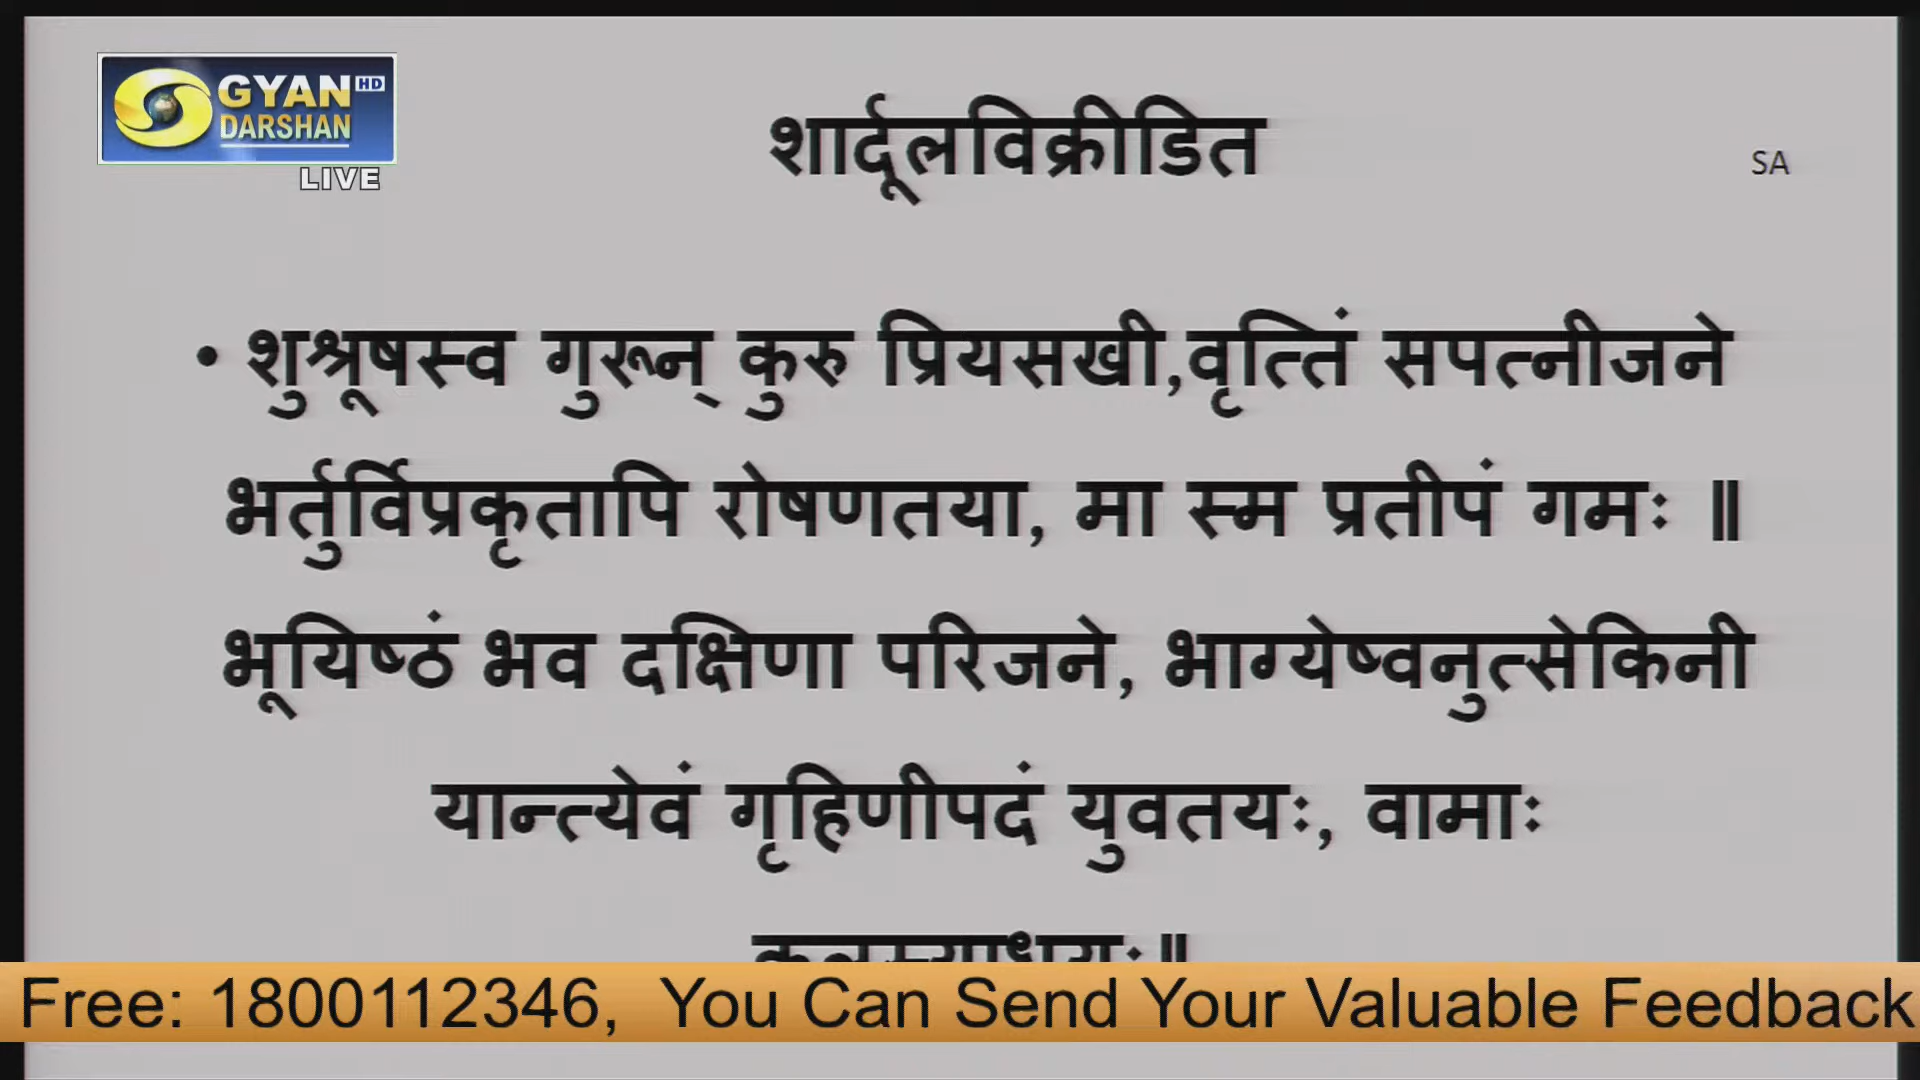 GYAN HD
DARSHAN
LIVE
शार्दूलविक्रीडित
SA
• शुश्रूषस्व गुरून् कुरु प्रियसखी,वृत्तिं सपत्नीजने
भर्तुर्विप्रकृतापि रोषणतया, मा स्म प्रतीपं गमः ॥
भूयिष्ठं भव दक्षिणा परिजने, भाग्येष्वनुत्सेकिनी
यान्त्येवं गृहिणीपदं युवतयः, वामाः
Free: 1800112346, You Can Send Your Valuable Feedback